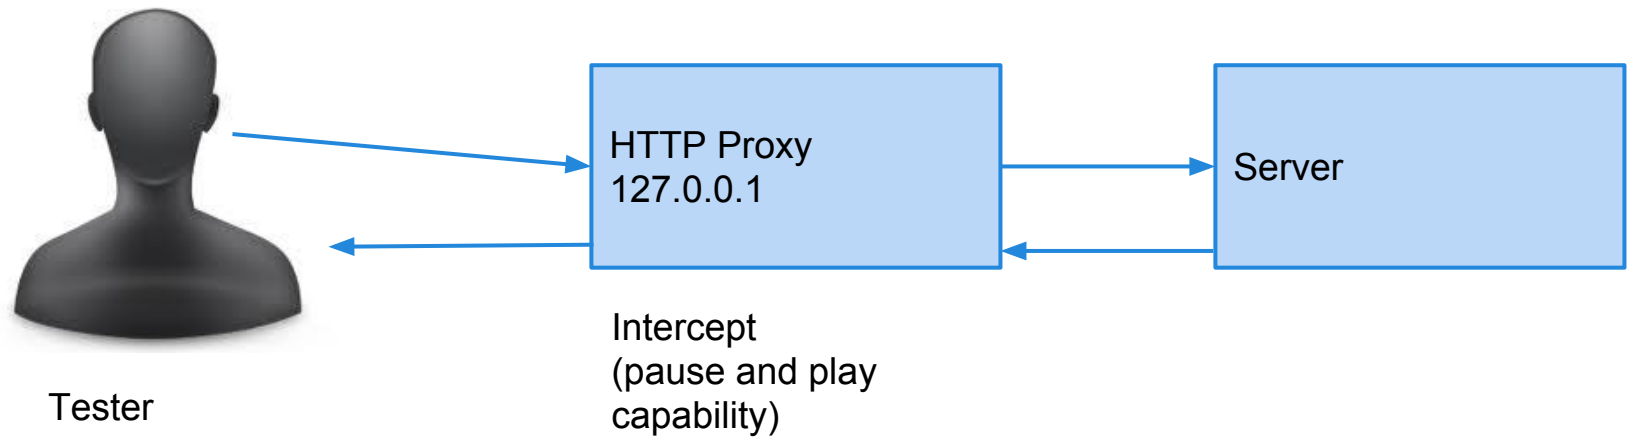 HTTP Proxy
127.0.0.1
Server
Intercept
(pause and play
capability)
Tester